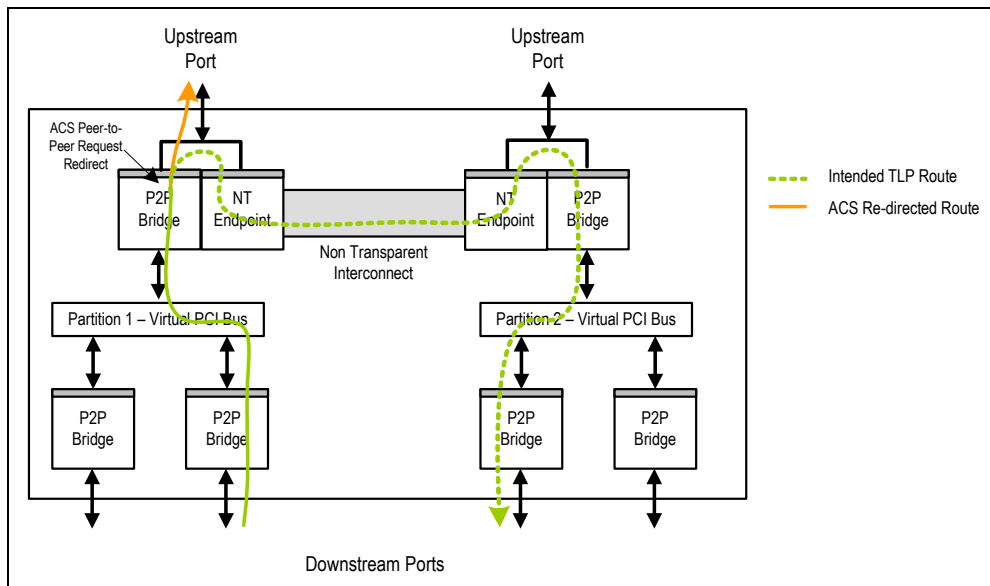 Upstream
Port
Upstream
Port
ACS Peer-to-
Peer Request
Redirect
P2P
Bridge
NT
Endpoint
NT
Endpoint
P2P
Bridge
Non Transparent
Interconnect
Intended TLP Route
ACS Re-directed Route
Partition 1 – Virtual PCI Bus
Partition 2 – Virtual PCI Bus
P2P
Bridge
P2P
Bridge
P2P
Bridge
P2P
Bridge
Downstream Ports